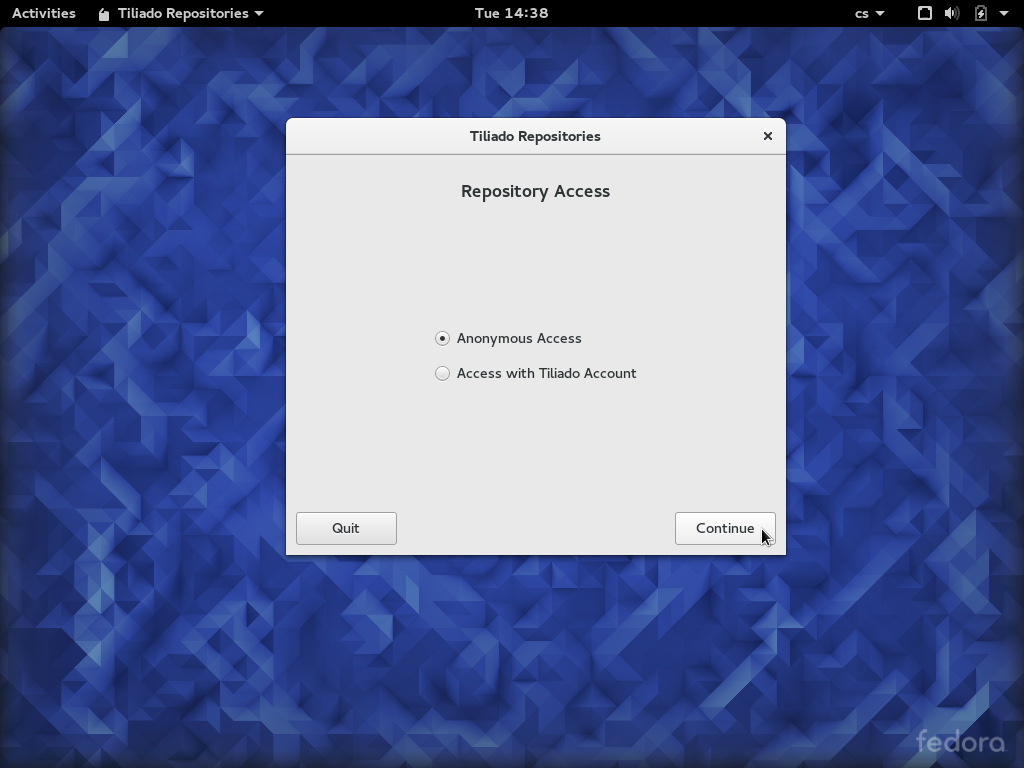 Activities Tiliado Repositories Tue 14:38 cs
Tiliado Repositories
Repository Access
Anonymous Access
Access with Tiliado Account
Quit Continue
fedora